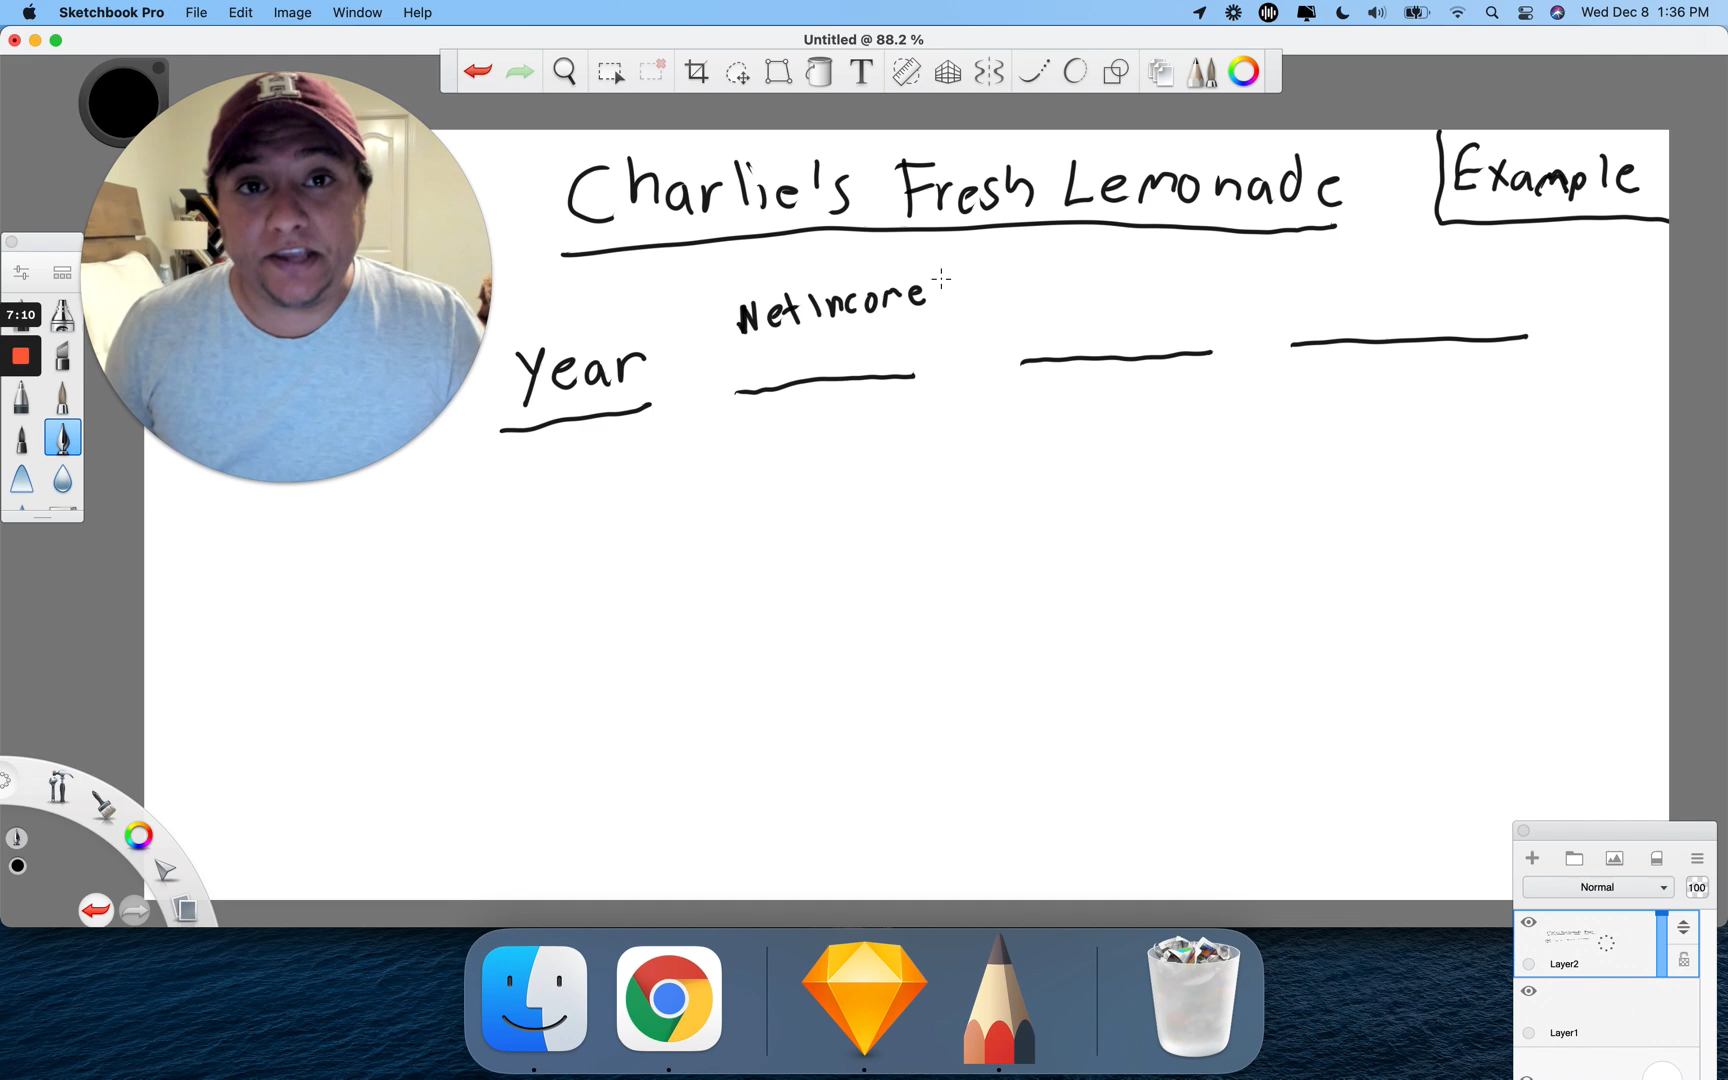 Sketchbook Pro File Edit Image Window Help Wed Dec 8 1:36 PM
Untitled @ 88.2 %
T
H
Charlie's Fresh Lemonade
Example
Net Income
Year
7:10
Normal 100
Layer2
Layer1